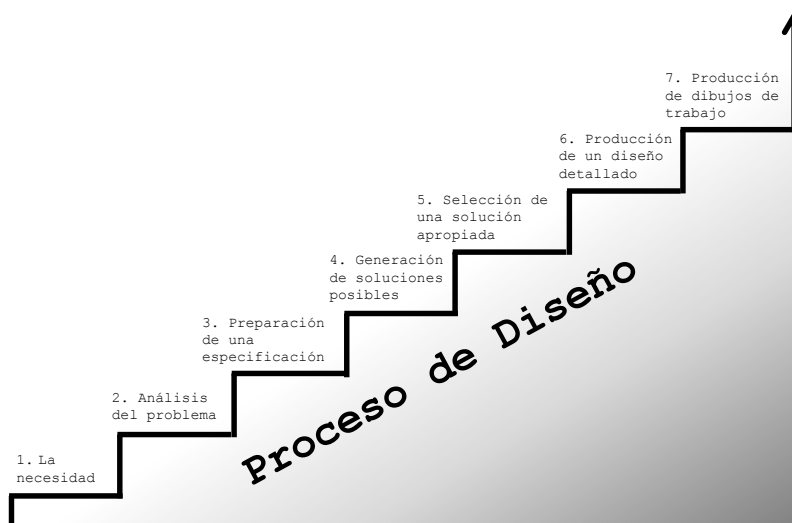 7. Producción
de dibujos de
trabajo
6. Producción
de un diseño
detallado
5. Selección de
una solución
apropiada
4. Generación
de soluciones
posibles
3. Preparación
de una
especificación
2. Análisis
del problema
1. La
necesidad
Proceso de Diseño